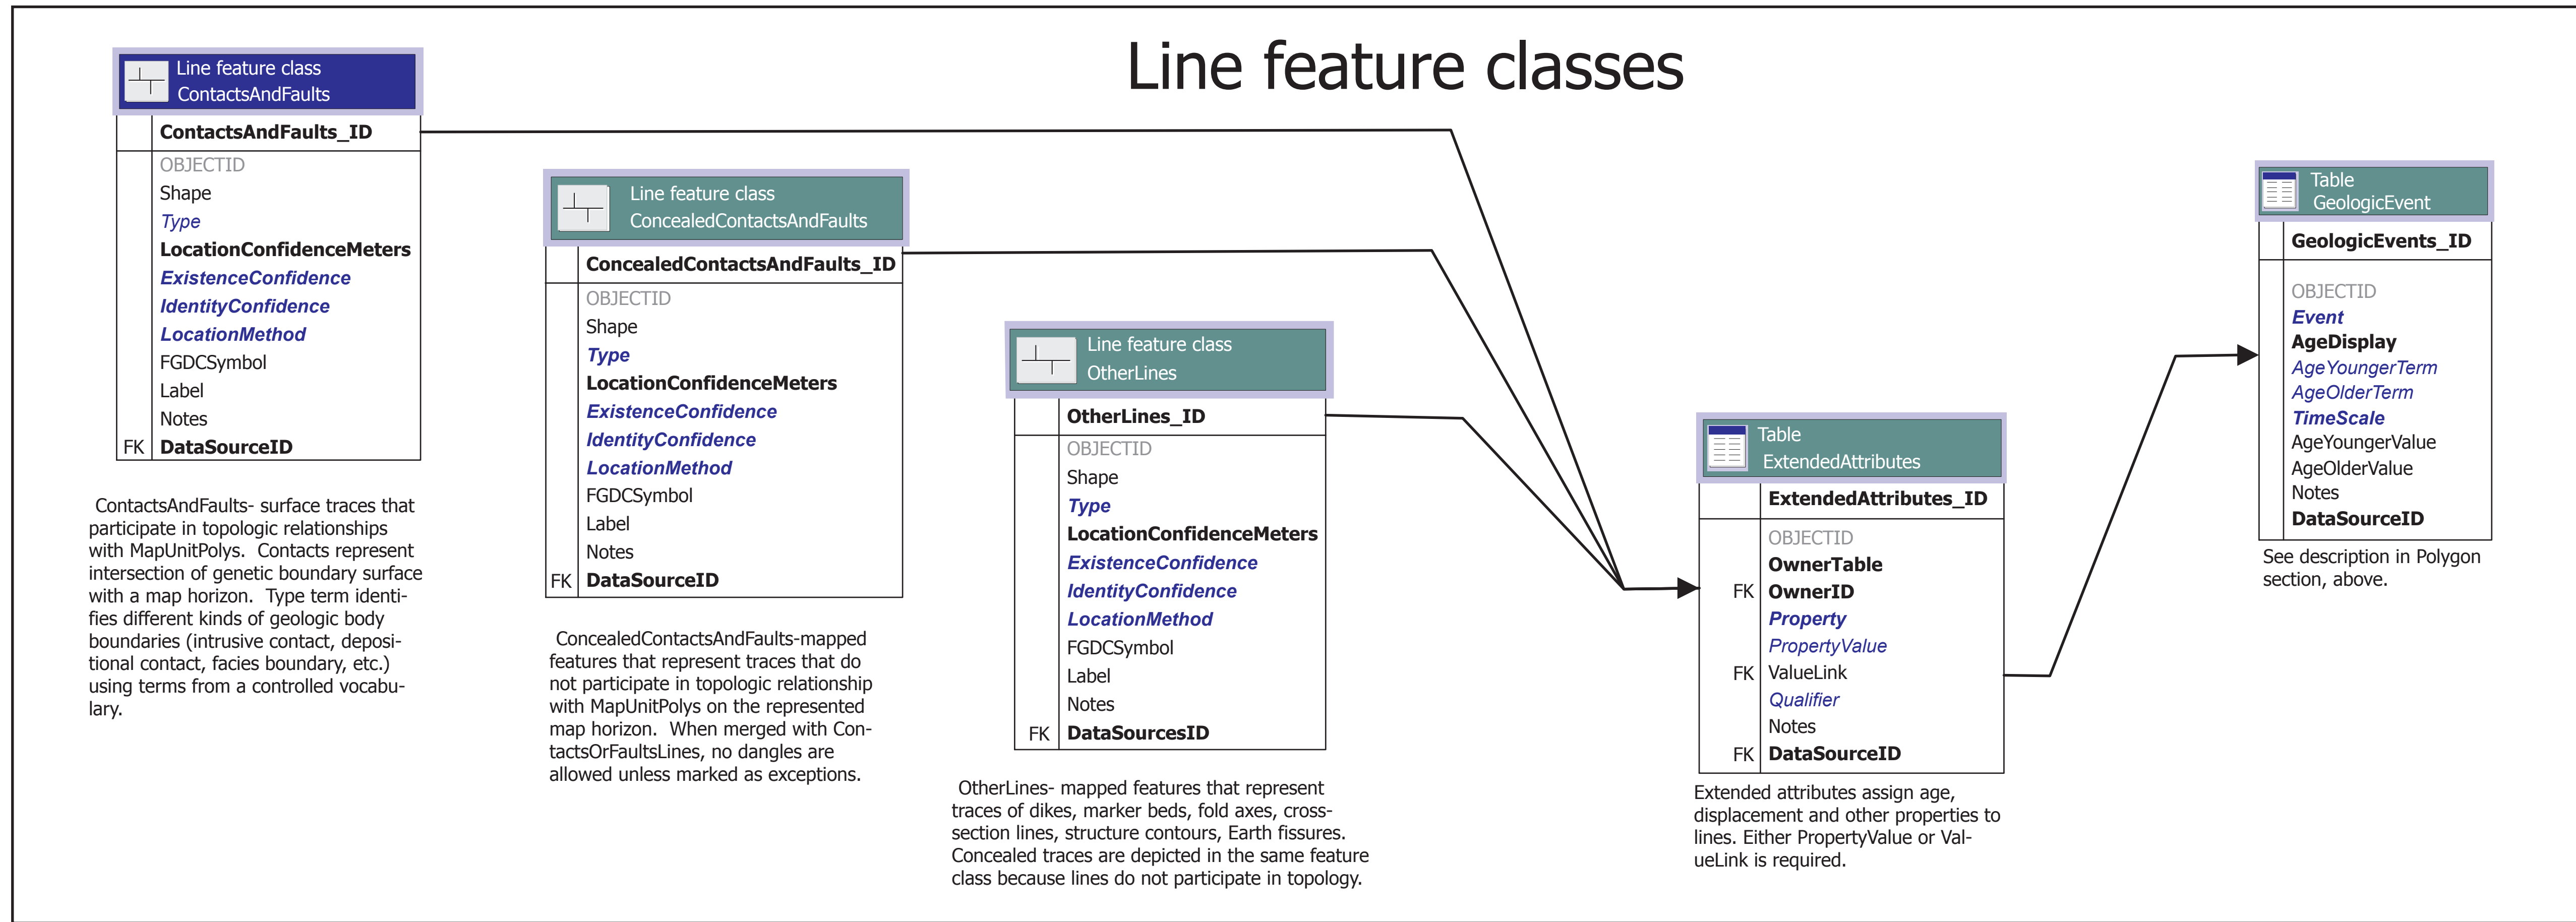 Line feature classes
Line feature class
ContactsAndFaults
ContactsAndFaults_ID
OBJECTID
Shape
Type
LocationConfidenceMeters
ExistenceConfidence
IdentityConfidence
LocationMethod
FGDCSymbol
Label
Notes
FK DataSourceID
ContactsAndFaults- surface traces that
participate in topologic relationships
with MapUnitPolys. Contacts represent
intersection of genetic boundary surface
with a map horizon. Type term identi-
fies different kinds of geologic body
boundaries (intrusive contact, deposi-
tional contact, facies boundary, etc.)
using terms from a controlled vocabu-
lary.
Line feature class
ConcealedContactsAndFaults
ConcealedContactsAndFaults_ID
OBJECTID
Shape
Type
LocationConfidenceMeters
ExistenceConfidence
IdentityConfidence
LocationMethod
FGDCSymbol
Label
Notes
FK DataSourceID
ConcealedContactsAndFaults-mapped
features that represent traces that do
not participate in topologic relationship
with MapUnitPolys on the represented
map horizon. When merged with Con-
tactsOrFaultsLines, no dangles are
allowed unless marked as exceptions.
Line feature class
OtherLines
OtherLines_ID
OBJECTID
Shape
Type
LocationConfidenceMeters
ExistenceConfidence
IdentityConfidence
LocationMethod
FGDCSymbol
Label
Notes
FK DataSourcesID
OtherLines- mapped features that represent
traces of dikes, marker beds, fold axes, cross-
section lines, structure contours, Earth fissures.
Concealed traces are depicted in the same feature
class because lines do not participate in topology.
Table
ExtendedAttributes
ExtendedAttributes_ID
OBJECTID
OwnerTable
FK OwnerID
Property
PropertyValue
FK ValueLink
Qualifier
Notes
FK DataSourceID
Extended attributes assign age,
displacement and other properties to
lines. Either PropertyValue or Val-
ueLink is required.
Table
GeologicEvent
GeologicEvents_ID
OBJECTID
Event
AgeDisplay
AgeYoungerTerm
AgeOlderTerm
TimeScale
AgeYoungerValue
AgeOlderValue
Notes
DataSourceID
See description in Polygon
section, above.